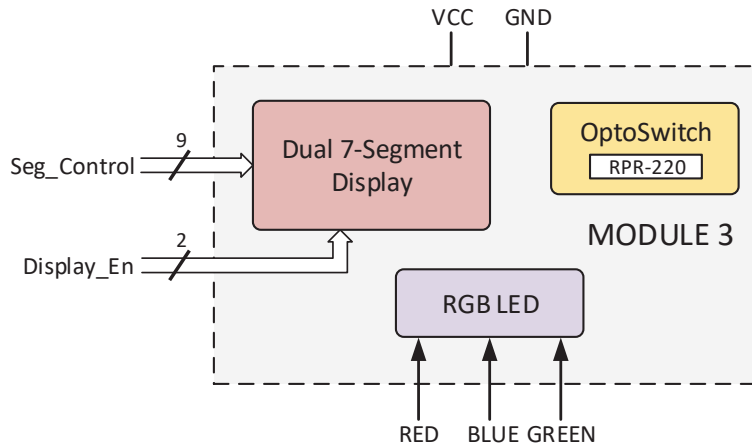 VCC
GND
9
Seg_Control
Dual 7-Segment
Display
OptoSwitch
RPR-220
2
Display_En
MODULE 3
RGB LED
RED
BLUE
GREEN